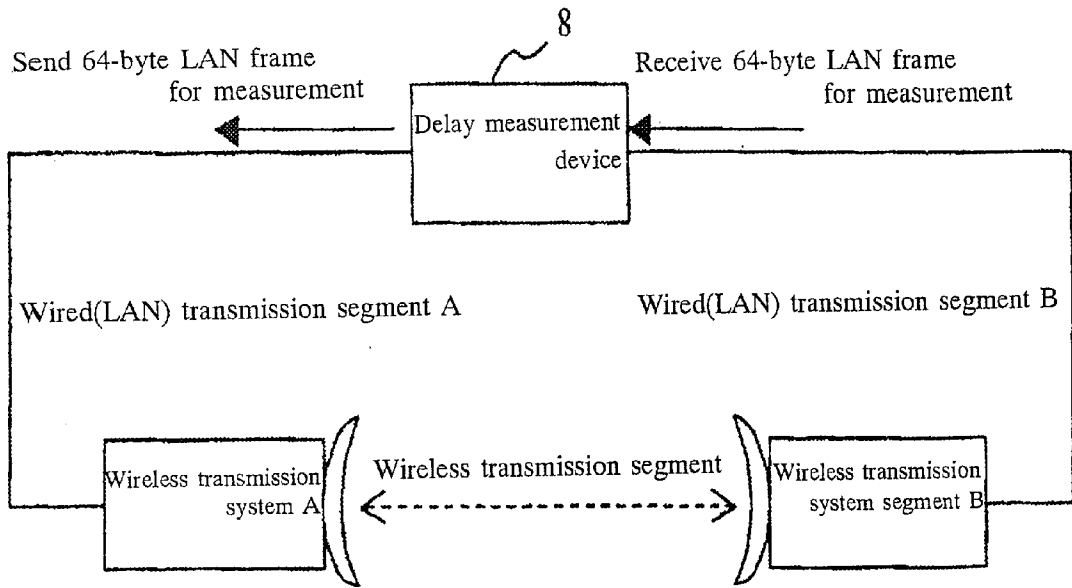 8
Send 64-byte LAN frame
for measurement
Receive 64-byte LAN frame
for measurement
Delay measurement
device
Wired(LAN) transmission segment A
Wired(LAN) transmission segment B
Wireless transmission
system A
Wireless transmission segment
Wireless transmission
system segment B